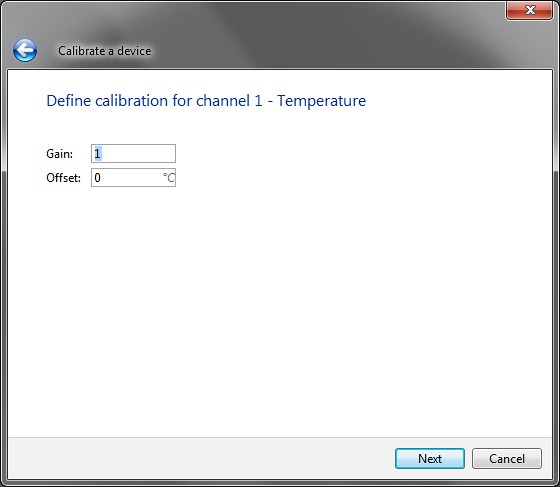 Calibrate a device
Define calibration for channel 1 - Temperature
Gain: 1
Offset: 0 °C
Next Cancel